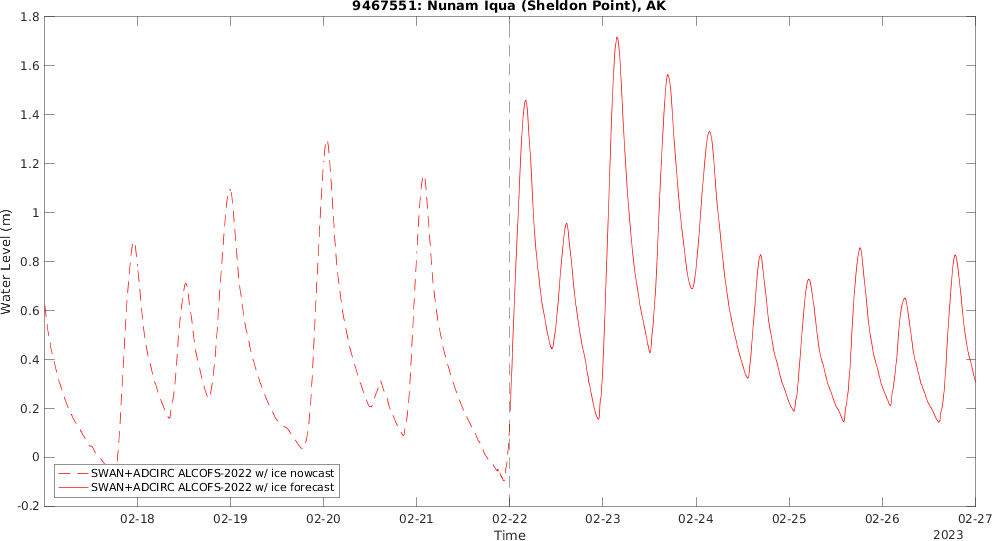 9467551: Nunam Iqua (Sheldon Point), AK
Water Level (m)
1.8
1.6
1.4
1.2
1
0.8
0.6
0.4
0.2
0
-0.2
SWAN+ADCIRC ALCOFS-2022 w/ ice nowcast
SWAN+ADCIRC ALCOFS-2022 w/ ice forecast
02-18 02-19 02-20 02-21 02-22 02-23 02-24 02-25 02-26 02-27
Time
2023